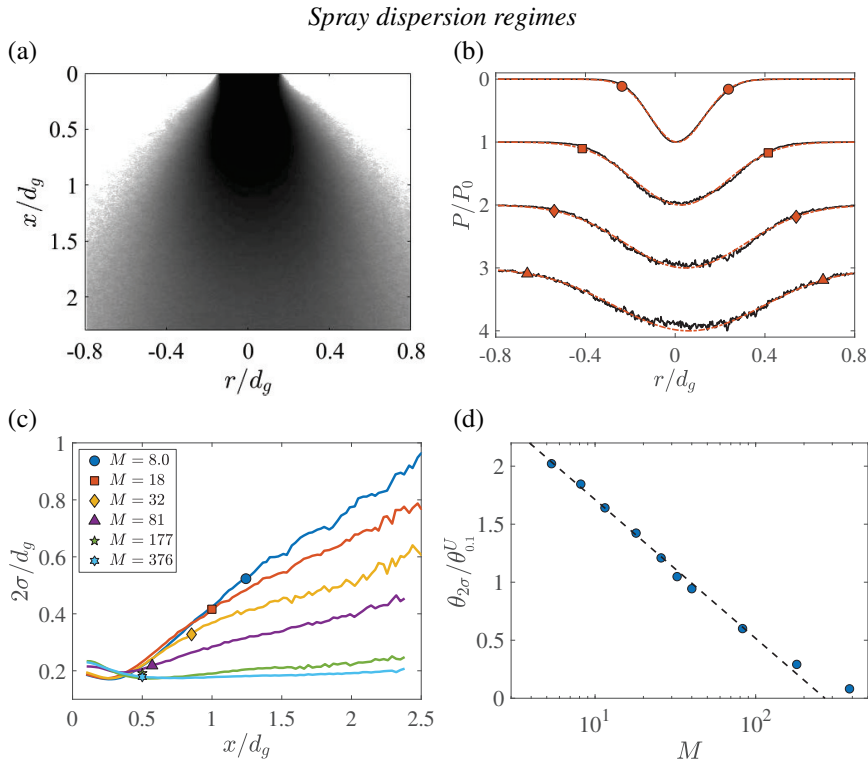 Spray dispersion regimes
(a)
0
0.5
1
1.5
2
x/d_g
-0.8 -0.4 0 0.4 0.8
r/d_g
(b)
0
1
2
3
4
P/P_0
-0.8 -0.4 0 0.4 0.8
r/d_g
(c)
1
0.8
0.6
0.4
0.2
2σ/d_g
M = 8.0
M = 18
M = 32
M = 81
M = 177
M = 376
0 0.5 1 1.5 2 2.5
x/d_g
(d)
2
1.5
1
0.5
0
θ_{2σ}/θ^U_{0.1}
10^1 10^2
M